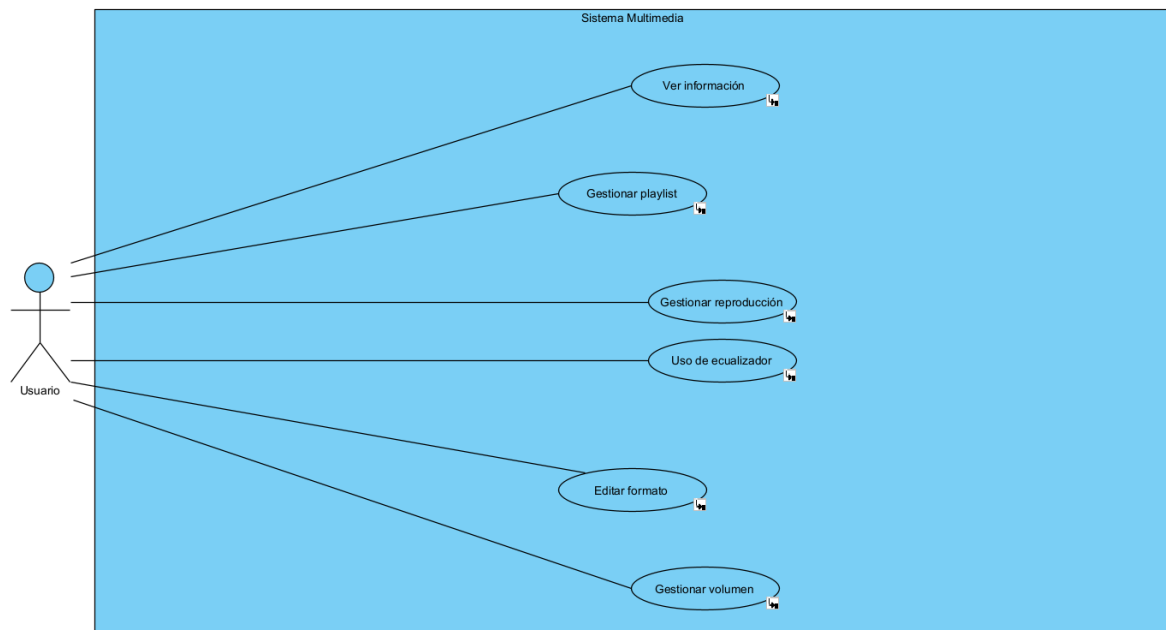 Sistema Multimedia
Ver información
Gestionar playlist
Gestionar reproducción
Uso de ecualizador
Usuario
Editar formato
Gestionar volumen